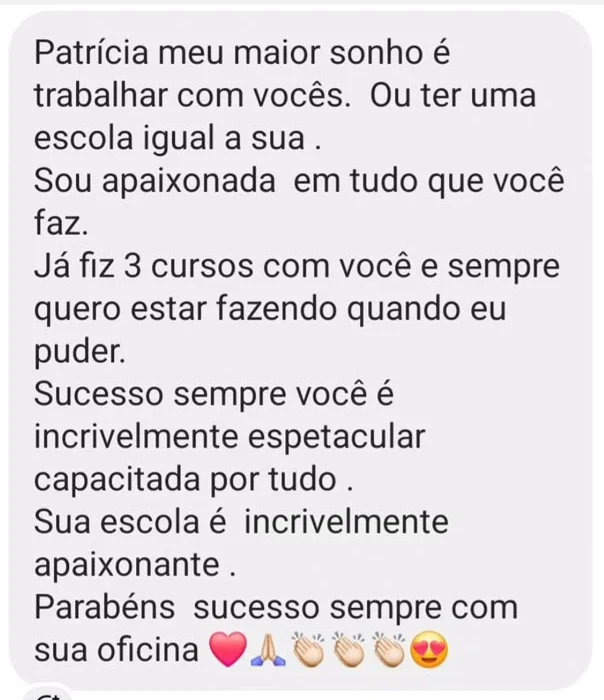 Patrícia meu maior sonho é
trabalhar com vocês.  Ou ter uma
escola igual a sua .
Sou apaixonada  em tudo que você
faz.
Já fiz 3 cursos com você e sempre
quero estar fazendo quando eu
puder.
Sucesso sempre você é
incrivelmente espetacular
capacitada por tudo .
Sua escola é  incrivelmente
apaixonante .
Parabéns  sucesso sempre com
sua oficina ❤️🙏🏻👏🏻👏🏻👏🏻😍